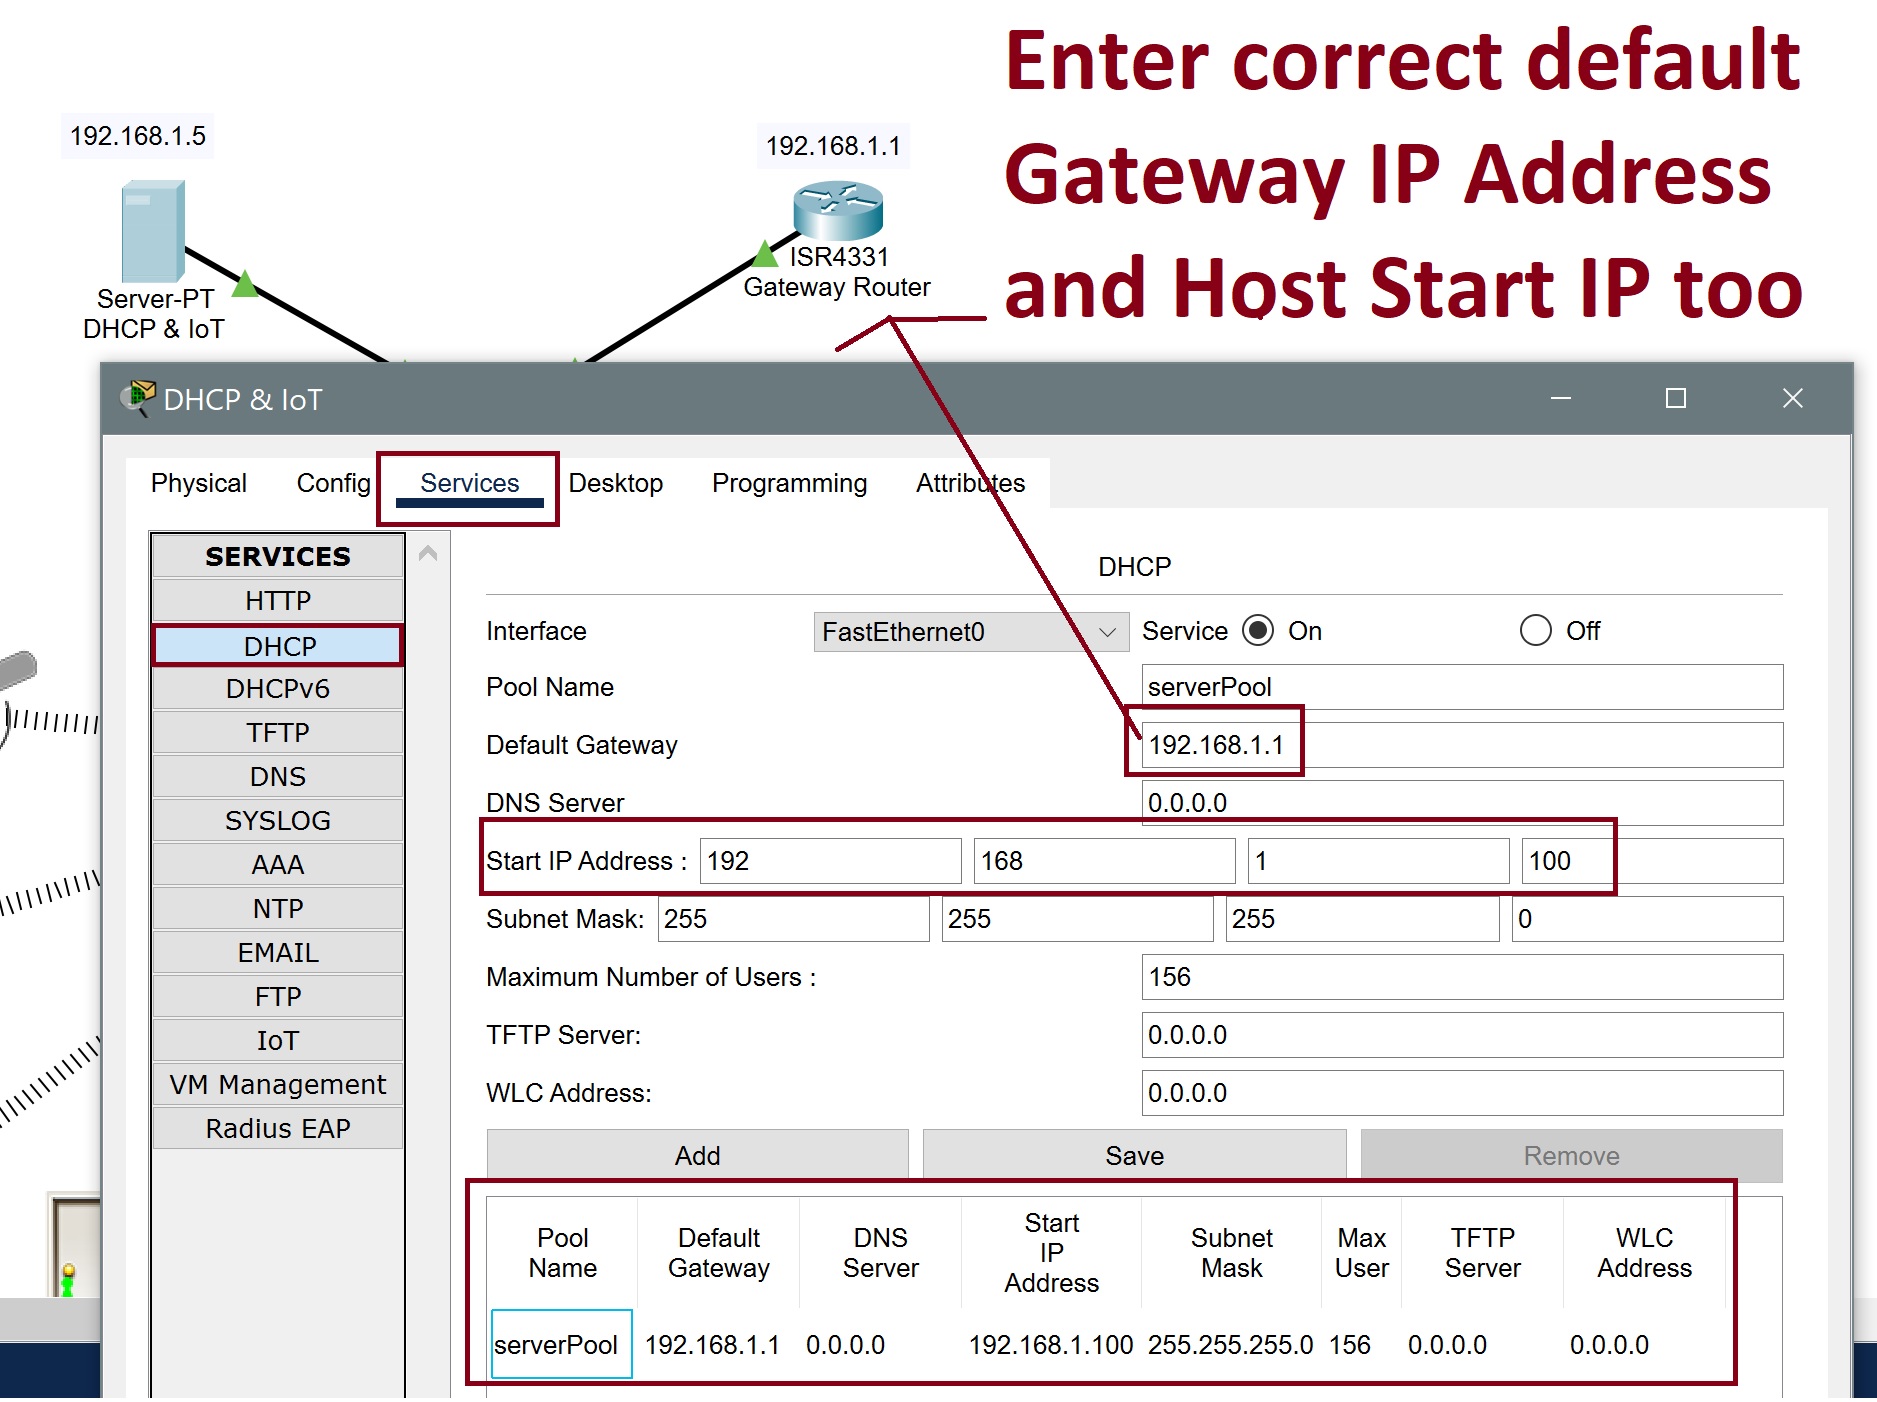 Enter correct default
Gateway IP Address
and Host Start IP too
192.168.1.5
192.168.1.1
Server-PT
DHCP & IoT
ISR4331
Gateway Router
DHCP & IoT
Physical Config Services Desktop Programming Attributes
SERVICES
HTTP
DHCP
DHCPv6
TFTP
DNS
SYSLOG
AAA
NTP
EMAIL
FTP
IoT
VM Management
Radius EAP
DHCP
Interface FastEthernet0 Service On Off
Pool Name serverPool
Default Gateway 192.168.1.1
DNS Server 0.0.0.0
Start IP Address : 192 168 1 100
Subnet Mask: 255 255 255 0
Maximum Number of Users : 156
TFTP Server: 0.0.0.0
WLC Address: 0.0.0.0
Add Save Remove
Pool Name Default Gateway DNS Server Start IP Address Subnet Mask Max User TFTP Server WLC Address
serverPool 192.168.1.1 0.0.0.0 192.168.1.100 255.255.255.0 156 0.0.0.0 0.0.0.0